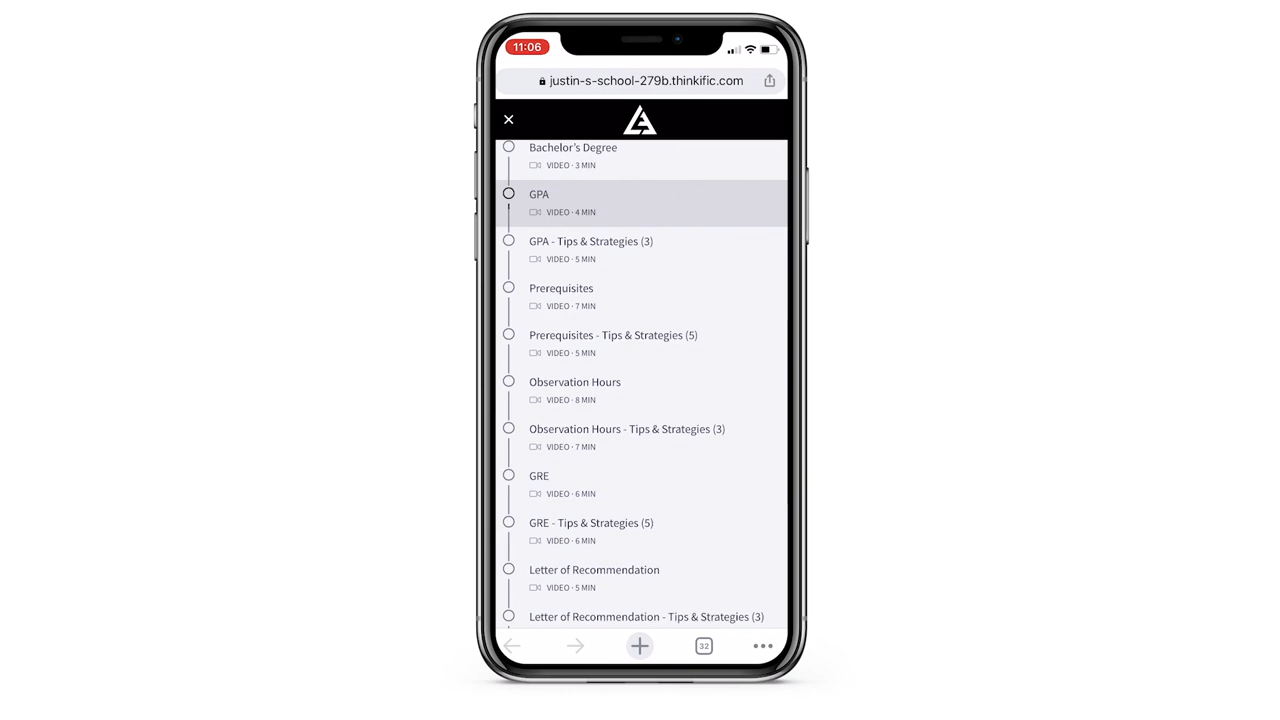 11:06
justin-s-school-279b.thinkific.com
Bachelor's Degree
VIDEO · 3 MIN
GPA
VIDEO · 4 MIN
GPA - Tips & Strategies (3)
VIDEO · 5 MIN
Prerequisites
VIDEO · 7 MIN
Prerequisites - Tips & Strategies (5)
VIDEO · 5 MIN
Observation Hours
VIDEO · 8 MIN
Observation Hours - Tips & Strategies (3)
VIDEO · 7 MIN
GRE
VIDEO · 6 MIN
GRE - Tips & Strategies (5)
VIDEO · 6 MIN
Letter of Recommendation
VIDEO · 5 MIN
Letter of Recommendation - Tips & Strategies (3)
32